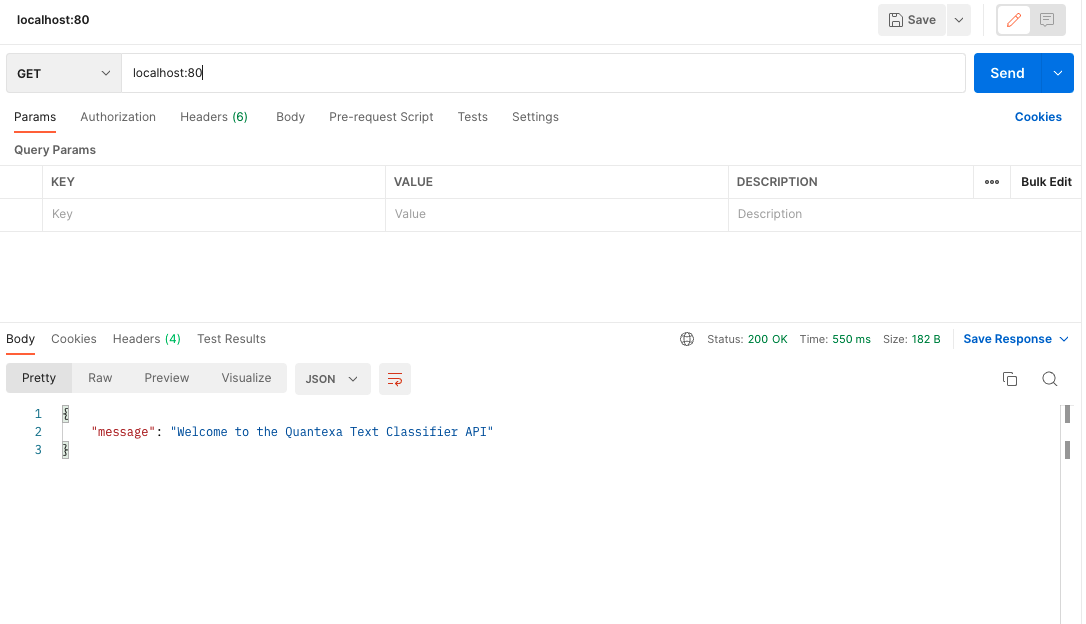 localhost:80
Save
GET localhost:80 Send
Params Authorization Headers (6) Body Pre-request Script Tests Settings Cookies
Query Params
KEY VALUE DESCRIPTION ••• Bulk Edit
Key Value Description
Body Cookies Headers (4) Test Results Status: 200 OK Time: 550 ms Size: 182 B Save Response
Pretty Raw Preview Visualize JSON
1 {
2 "message": "Welcome to the Quantexa Text Classifier API"
3 }